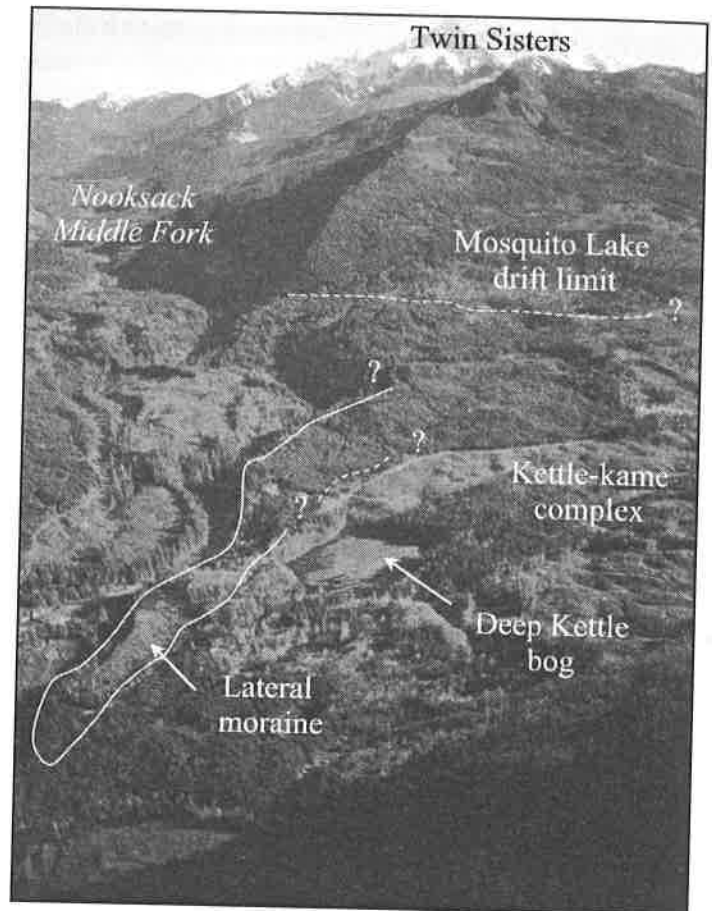 Twin Sisters
Nooksack
Middle Fork
Mosquito Lake
drift limit
?
?
?
Kettle-kame
complex
?
Deep Kettle
bog
Lateral
moraine